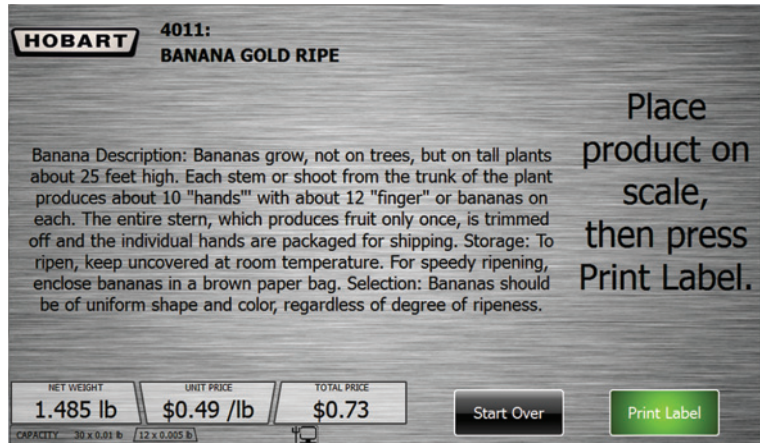 HOBART
4011:
BANANA GOLD RIPE
Place
product on
scale,
then press
Print Label.
Banana Description: Bananas grow, not on trees, but on tall plants
about 25 feet high. Each stem or shoot from the trunk of the plant
produces about 10 "hands"' with about 12 "finger" or bananas on
each. The entire stern, which produces fruit only once, is trimmed
off and the individual hands are packaged for shipping. Storage: To
ripen, keep uncovered at room temperature. For speedy ripening,
enclose bananas in a brown paper bag. Selection: Bananas should
be of uniform shape and color, regardless of degree of ripeness.
NET WEIGHT
1.485 lb
UNIT PRICE
$0.49 /lb
TOTAL PRICE
$0.73
CAPACITY... 30 x 0.01 lb
12 x 0.005 lb
Start Over
Print Label